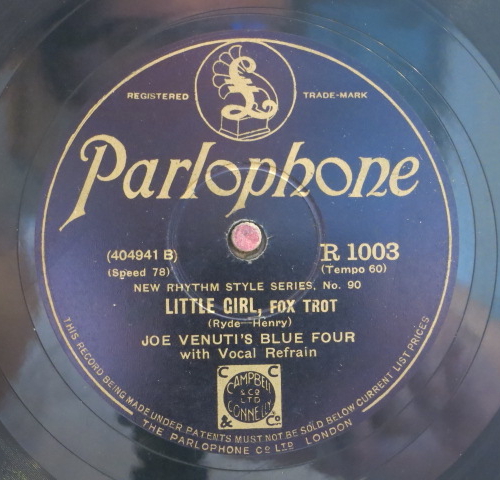 £
REGISTERED TRADE-MARK
Parlophone
(404941 B) R 1003
(Speed 78) (Tempo 60)
NEW RHYTHM STYLE SERIES, No. 90
LITTLE GIRL, FOX TROT
(Ryde—Henry)
JOE VENUTI'S BLUE FOUR
with Vocal Refrain
C C
CAMPBELL
& CO
LTD
CONNELLY
& Co
THIS RECORD BEING MADE UNDER PATENTS MUST NOT BE SOLD BELOW CURRENT LIST PRICES
THE PARLOPHONE CO LTD. LONDON